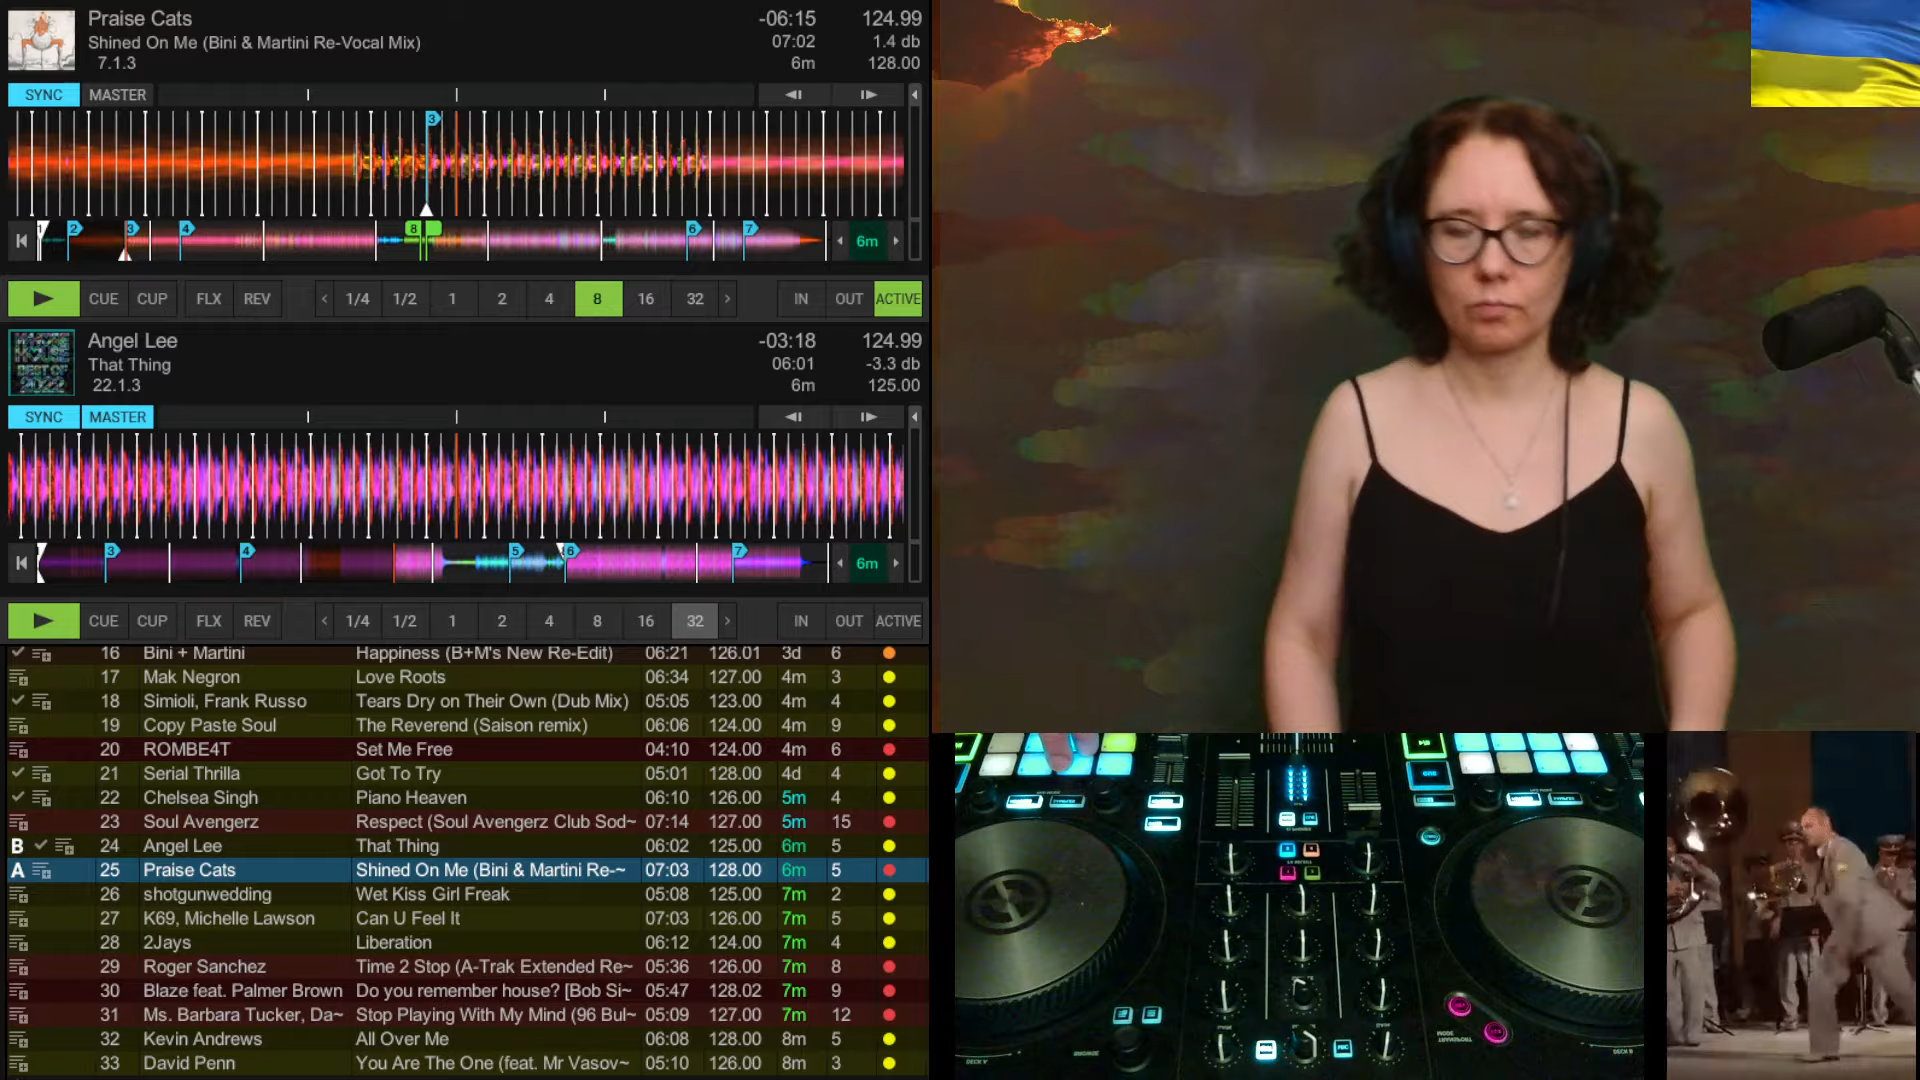 Praise Cats -06:15 124.99
Shined On Me (Bini & Martini Re-Vocal Mix) 07:02 1.4 db
7.1.3 6m 128.00
SYNC MASTER
3
1 2 3 4 8 6 7 6m
CUE CUP FLX REV 1/4 1/2 1 2 4 8 16 32 IN OUT ACTIVE
Angel Lee -03:18 124.99
That Thing 06:01 -3.3 db
22.1.3 6m 125.00
HOUSE
BEST OF
2022
SYNC MASTER
3 4 5 6 7 6m
CUE CUP FLX REV 1/4 1/2 1 2 4 8 16 32 IN OUT ACTIVE
16 Bini + Martini Happiness (B+M's New Re-Edit) 06:21 126.01 3d 6
17 Mak Negron Love Roots 06:34 127.00 4m 3
18 Simioli, Frank Russo Tears Dry on Their Own (Dub Mix) 05:05 123.00 4m 4
19 Copy Paste Soul The Reverend (Saison remix) 06:06 124.00 4m 9
20 ROMBE4T Set Me Free 04:10 124.00 4m 6
21 Serial Thrilla Got To Try 05:01 128.00 4d 4
22 Chelsea Singh Piano Heaven 06:10 126.00 5m 4
23 Soul Avengerz Respect (Soul Avengerz Club Sod~ 07:14 127.00 5m 15
B 24 Angel Lee That Thing 06:02 125.00 6m 5
A 25 Praise Cats Shined On Me (Bini & Martini Re-~ 07:03 128.00 6m 5
26 shotgunwedding Wet Kiss Girl Freak 05:08 125.00 7m 2
27 K69, Michelle Lawson Can U Feel It 07:03 126.00 7m 5
28 2Jays Liberation 06:12 124.00 7m 4
29 Roger Sanchez Time 2 Stop (A-Trak Extended Re~ 05:36 126.00 7m 8
30 Blaze feat. Palmer Brown Do you remember house? [Bob Si~ 05:47 128.02 7m 9
31 Ms. Barbara Tucker, Da~ Stop Playing With My Mind (96 Bul~ 05:09 127.00 7m 12
32 Kevin Andrews All Over Me 06:08 128.00 8m 5
33 David Penn You Are The One (feat. Mr Vasov~ 05:10 126.00 8m 3